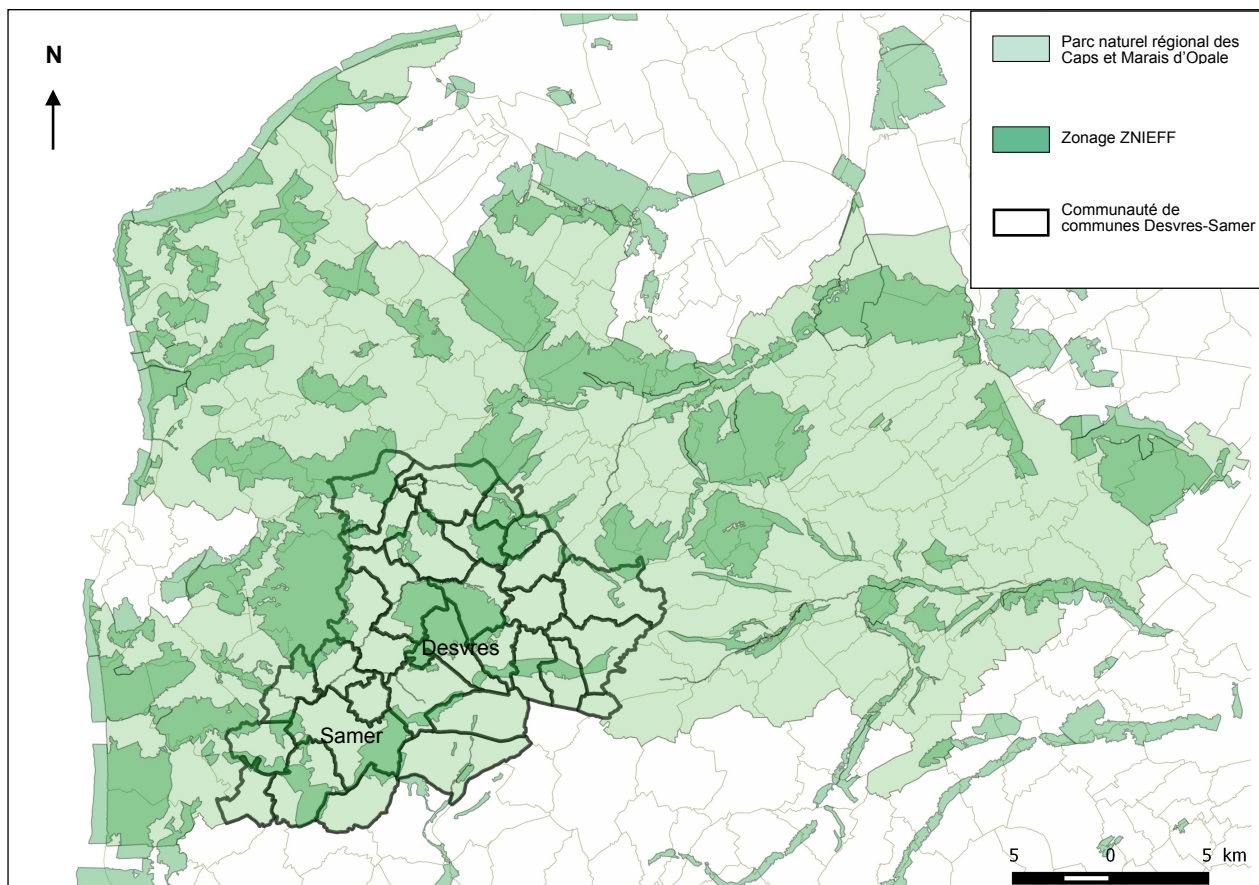 N
Parc naturel régional des
Caps et Marais d’Opale
Zonage ZNIEFF
Communauté de
communes Desvres-Samer
Desvres
Samer
5 0 5 km